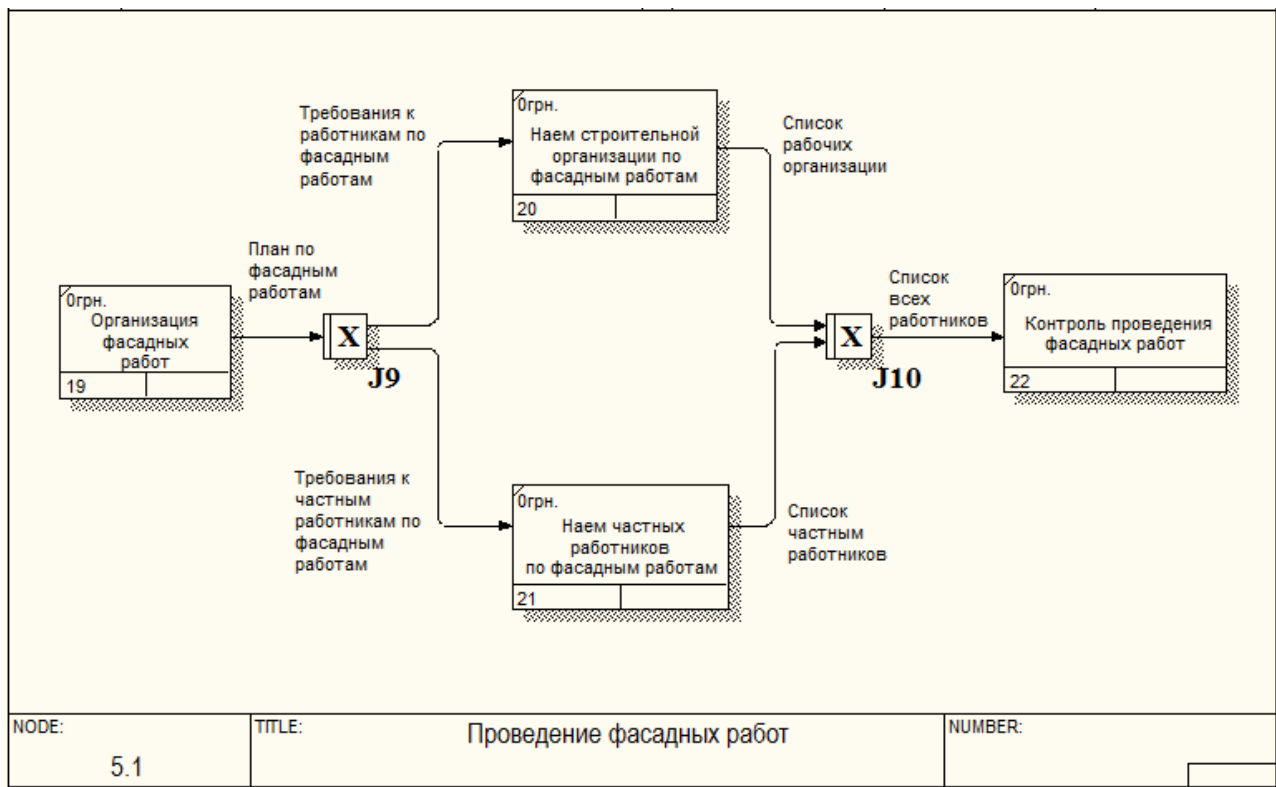 Требования к
работникам по
фасадным
работам
0грн.
Наем строительной
организации по
фасадным работам
20
Список
рабочих
организации
План по
фасадным
работам
0грн.
Организация
фасадных
работ
19
X
J9
X
J10
Список
всех
работников
0грн.
Контроль проведения
фасадных работ
22
Требования к
частным
работникам по
фасадным
работам
0грн.
Наем частных
работников
по фасадным работам
21
Список
частным
работников
NODE:
5.1
TITLE:
Проведение фасадных работ
NUMBER: